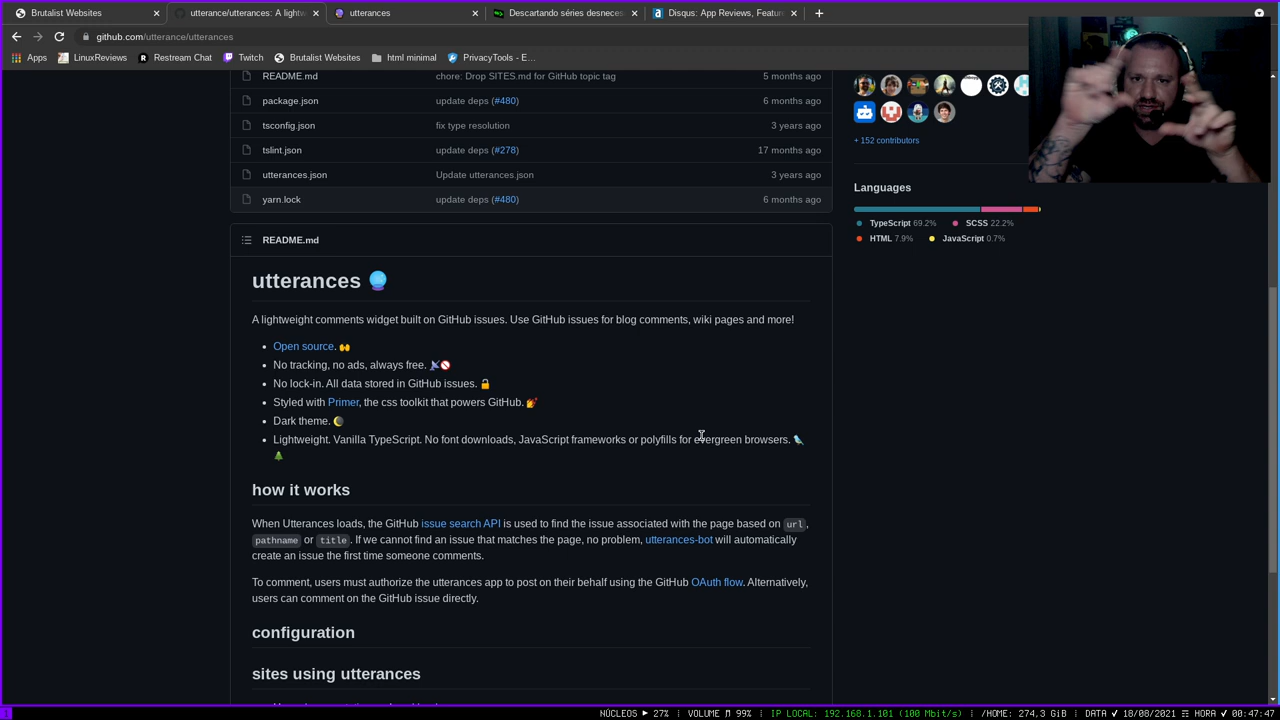 Brutalist Websites
utterance/utterances: A lightw
utterances
Descartando séries desneces
Disqus: App Reviews, Featur
github.com/utterance/utterances
Apps
LinuxReviews
Restream Chat
Twitch
Brutalist Websites
html minimal
PrivacyTools - E…
README.md chore: Drop SITES.md for GitHub topic tag 5 months ago
package.json update deps (#480) 6 months ago
tsconfig.json fix type resolution 3 years ago
tslint.json update deps (#278) 17 months ago
utterances.json Update utterances.json 3 years ago
yarn.lock update deps (#480) 6 months ago
README.md
utterances
A lightweight comments widget built on GitHub issues. Use GitHub issues for blog comments, wiki pages and more!
Open source.
No tracking, no ads, always free.
No lock-in. All data stored in GitHub issues.
Styled with Primer, the css toolkit that powers GitHub.
Dark theme.
Lightweight. Vanilla TypeScript. No font downloads, JavaScript frameworks or polyfills for evergreen browsers.
how it works
When Utterances loads, the GitHub issue search API is used to find the issue associated with the page based on url,
pathname or title. If we cannot find an issue that matches the page, no problem, utterances-bot will automatically
create an issue the first time someone comments.
To comment, users must authorize the utterances app to post on their behalf using the GitHub OAuth flow. Alternatively,
users can comment on the GitHub issue directly.
configuration
sites using utterances
+ 152 contributors
Languages
TypeScript 69.2%
SCSS 22.2%
HTML 7.9%
JavaScript 0.7%
1
NÚCLEOS ► 27% ¦ VOLUME 99% ¦ IP LOCAL: 192.168.1.101 (100 Mbit/s) ¦ /HOME: 274,3 GiB ¦ DATA ✓ 18/08/2021 HORA ✓ 00:47:47